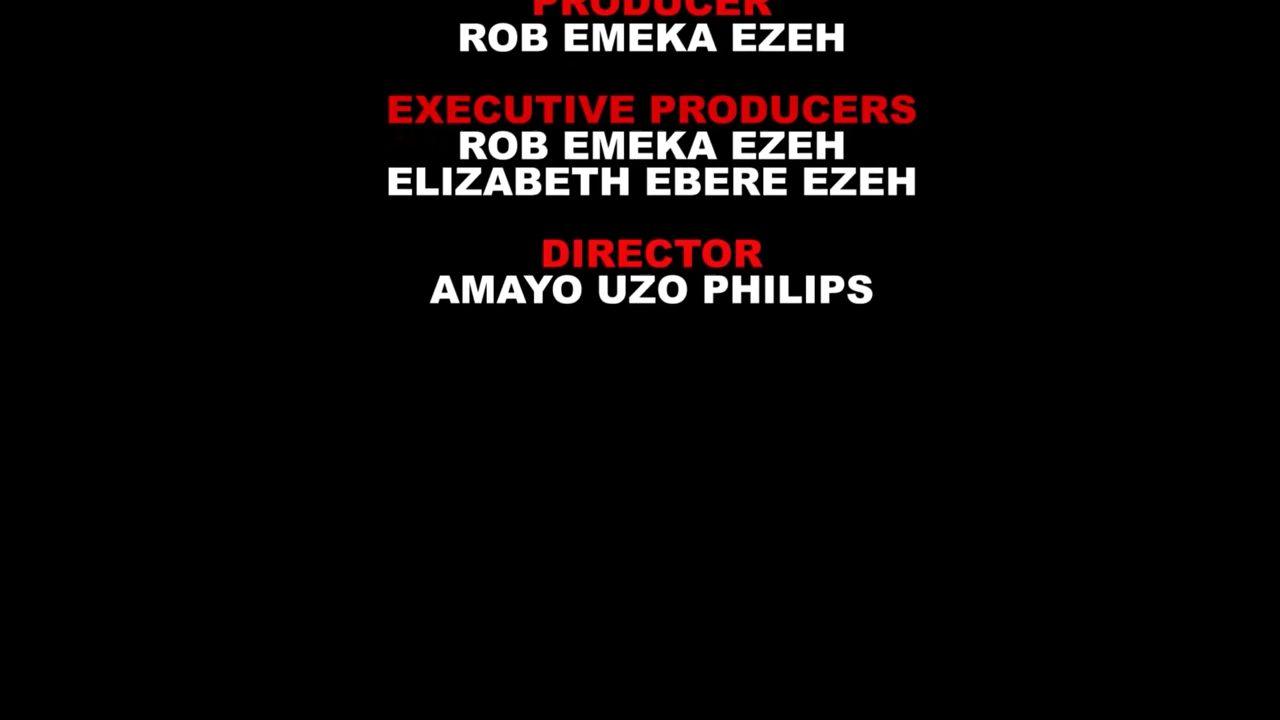 PRODUCER
ROB EMEKA EZEH
EXECUTIVE PRODUCERS
ROB EMEKA EZEH
ELIZABETH EBERE EZEH
DIRECTOR
AMAYO UZO PHILIPS